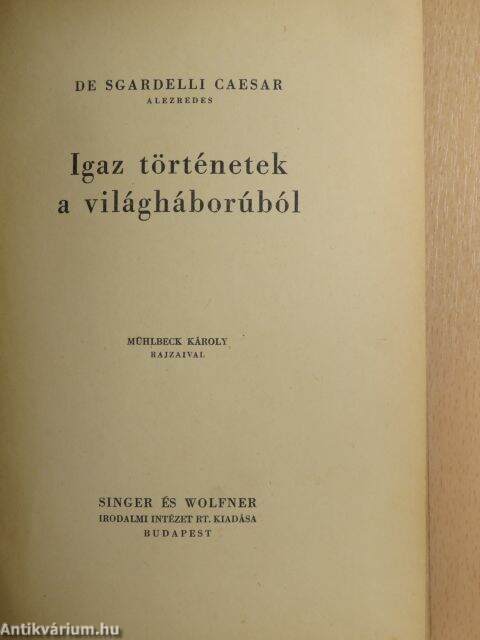 DE SGARDELLI CAESAR
ALEZREDES
Igaz történetek
a világháborúból
MÜHLBECK KÁROLY
RAJZAIVAL
SINGER ÉS WOLFNER
IRODALMI INTÉZET RT. KIADÁSA
BUDAPEST
Antikvárium.hu